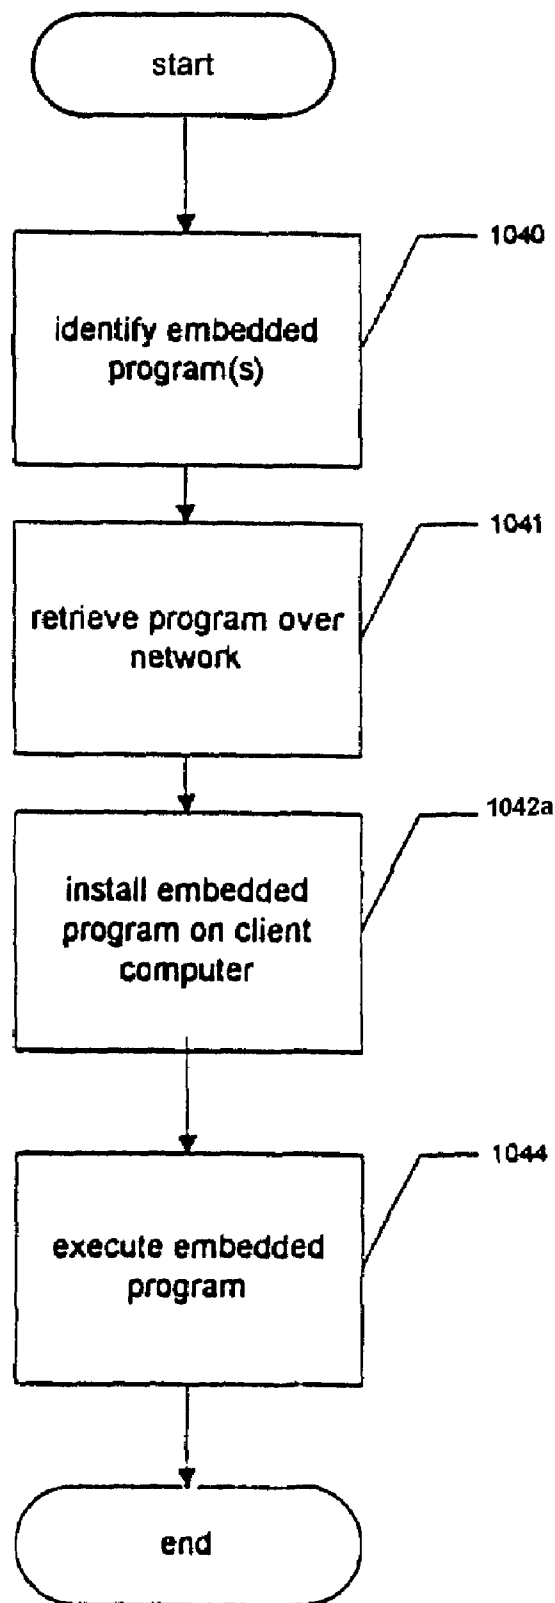 start
1040
identify embedded
program(s)
1041
retrieve program over
network
1042a
install embedded
program on client
computer
1044
execute embedded
program
end